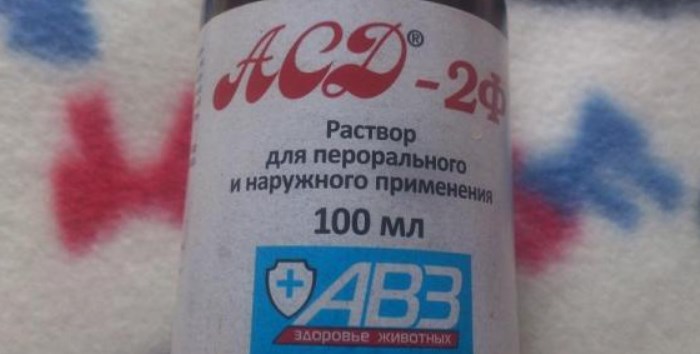 АСД® - 2Ф
Раствор
для перорального
и наружного применения
100 мл
АВЗ
ЗДОРОВЬЕ ЖИВОТНЫХ